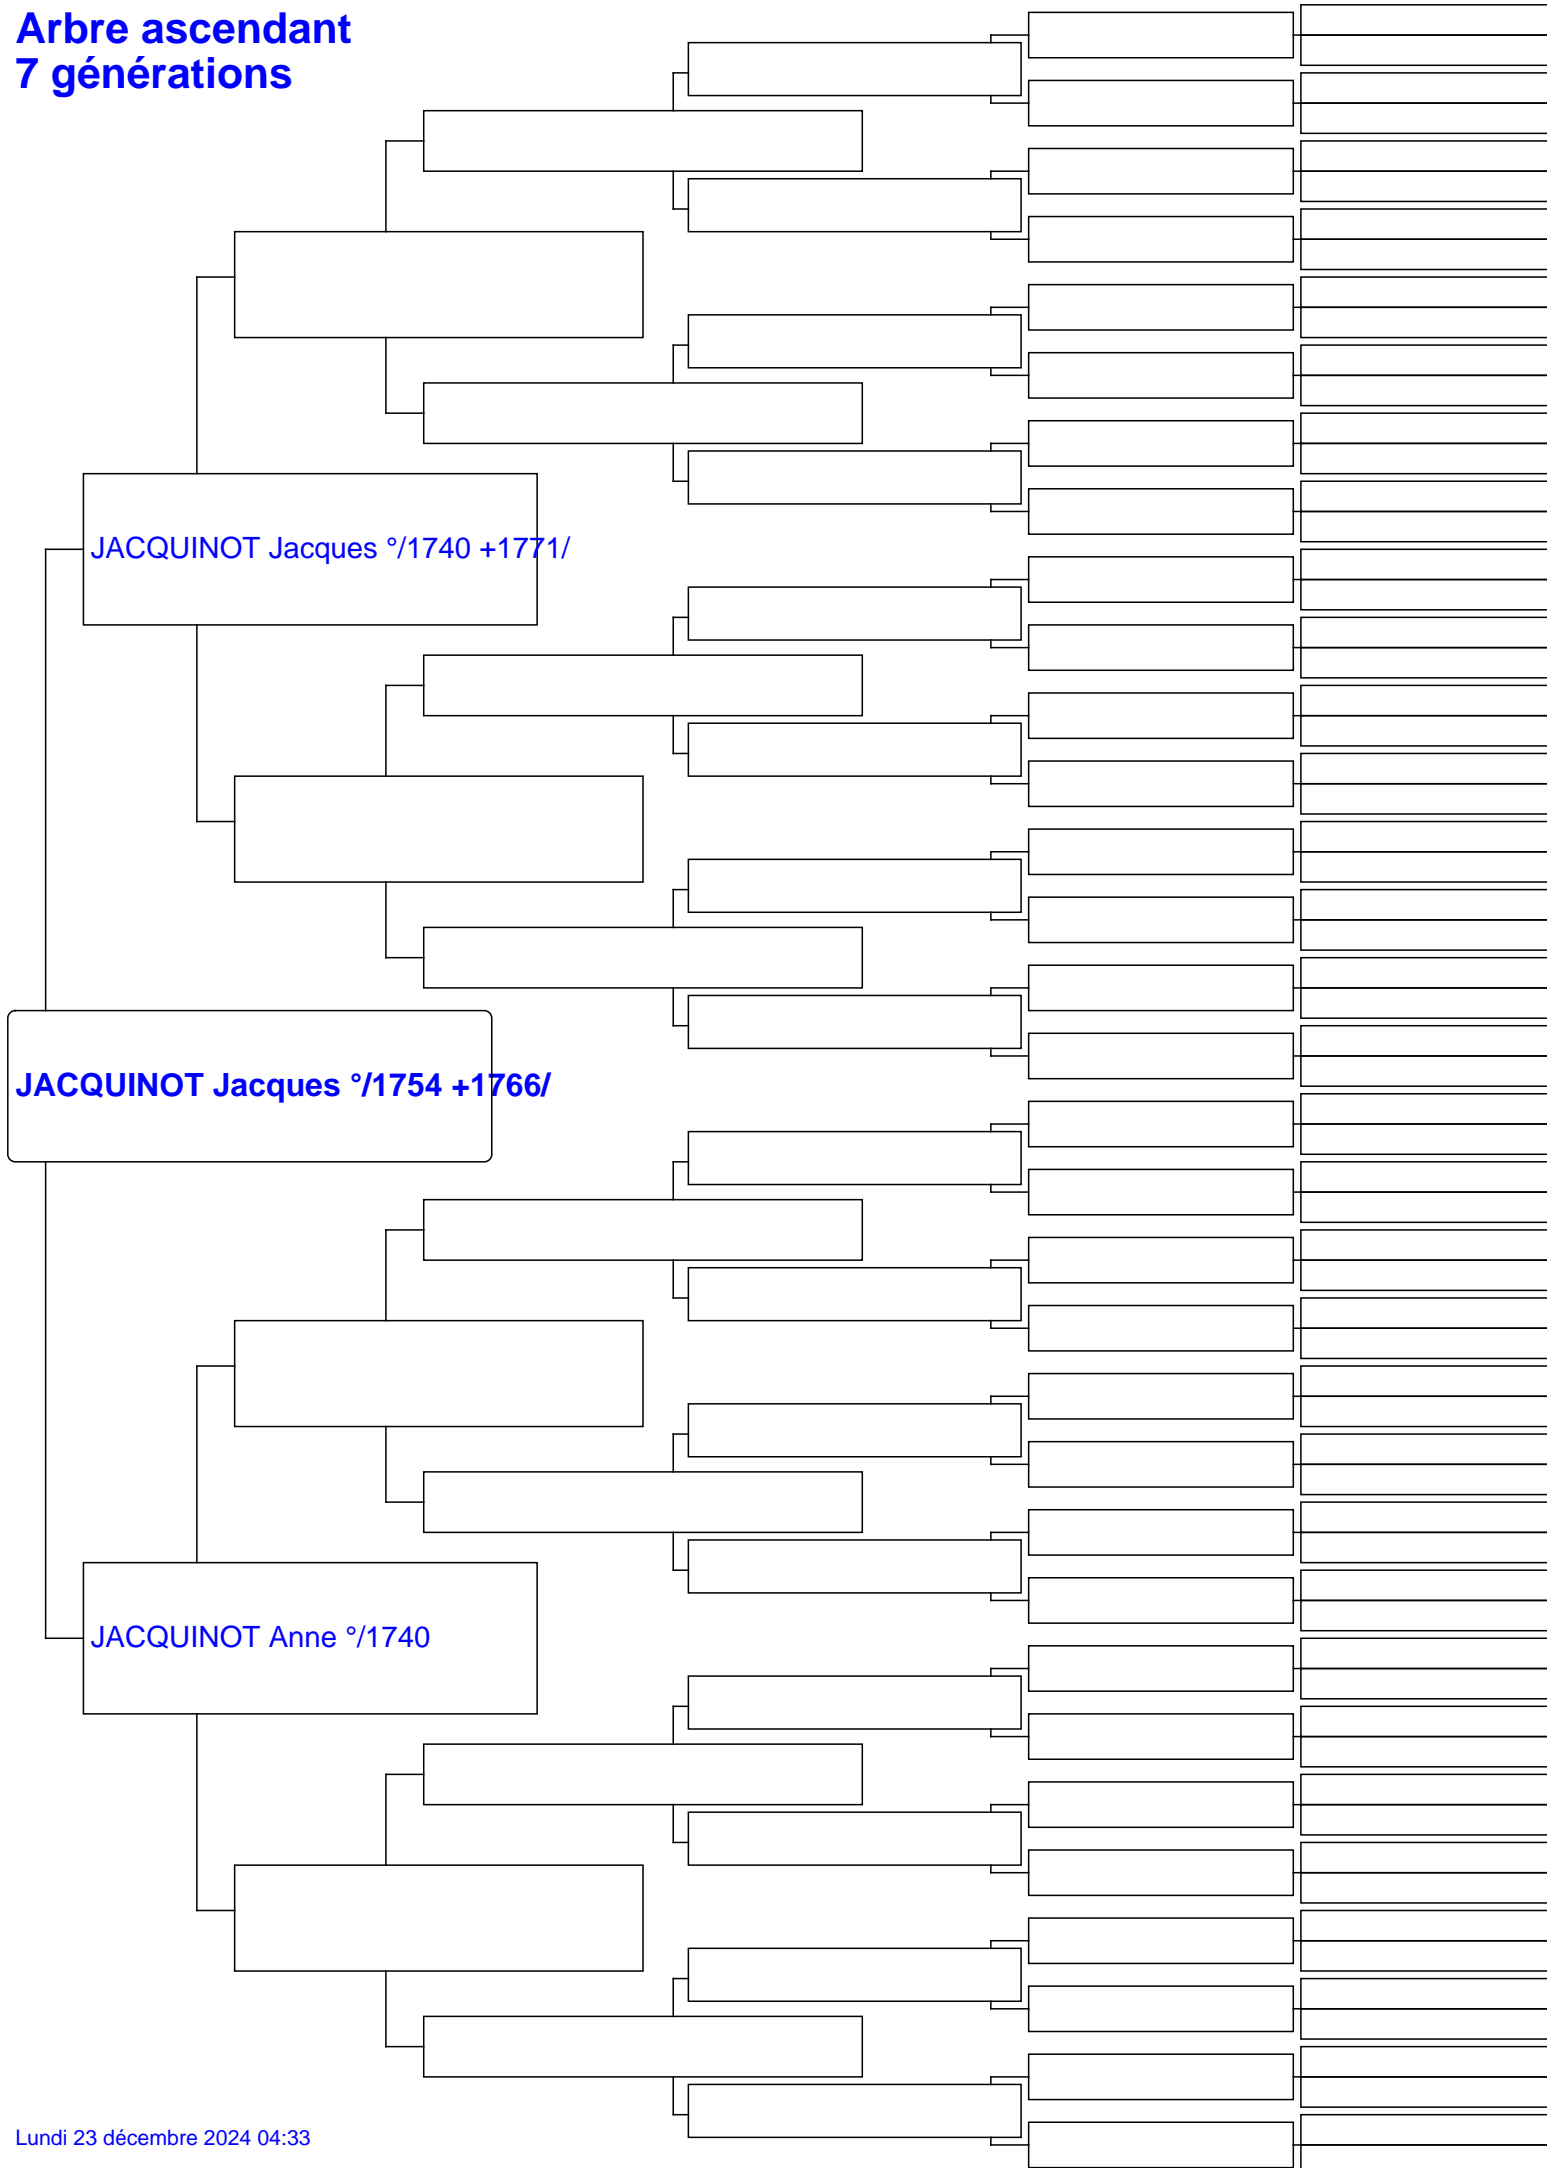 Arbre ascendant
7 générations
JACQUINOT Jacques °/1740 +1771/
JACQUINOT Jacques °/1754 +1766/
JACQUINOT Anne °/1740
Lundi 23 décembre 2024 04:33